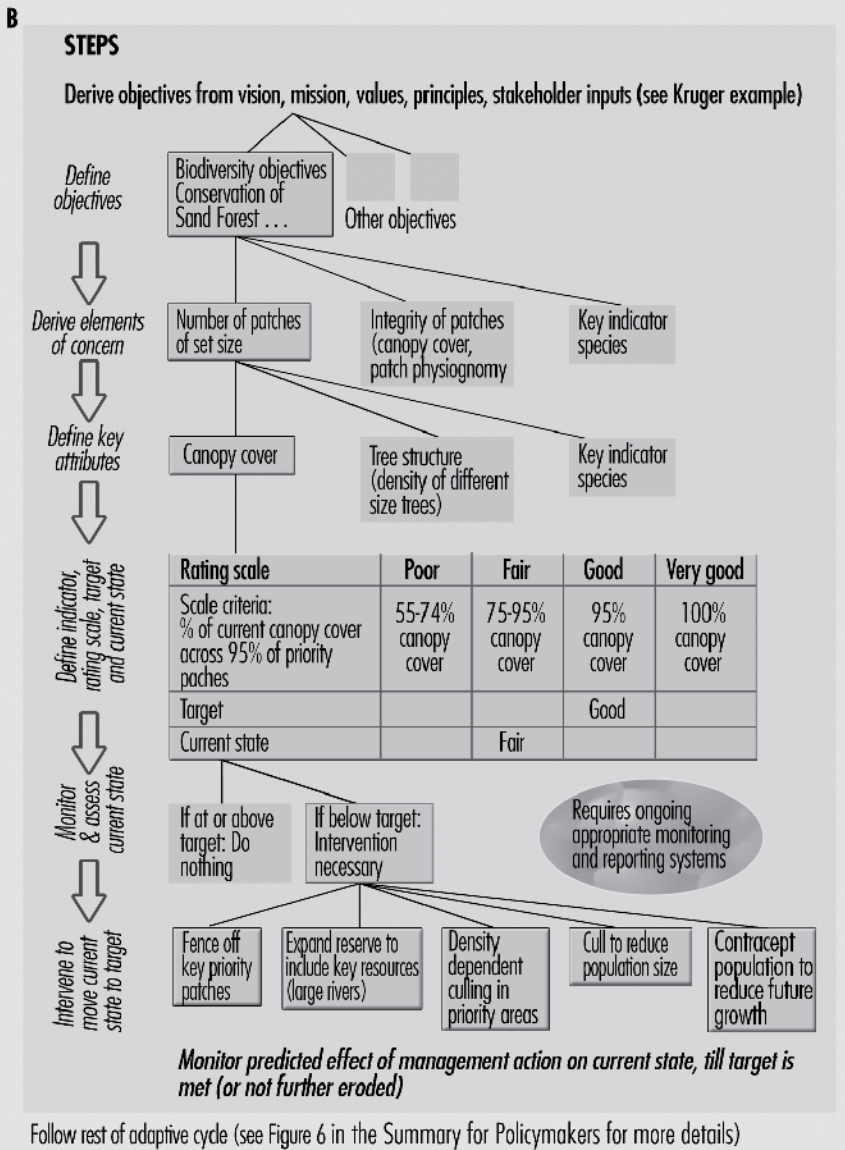 B
STEPS
Derive objectives from vision, mission, values, principles, stakeholder inputs (see Kruger example)
Define
objectives
Biodiversity objectives
Conservation of
Sand Forest ...
Other objectives
Derive elements
of concern
Number of patches
of set size
Integrity of patches
(canopy cover,
patch physiognomy
Key indicator
species
Define key
attributes
Canopy cover
Tree structure
(density of different
size trees)
Key indicator
species
Define indicator,
rating scale, target
and current state
Rating scale Poor Fair Good Very good
Scale criteria:
% of current canopy cover
across 95% of priority
paches
55-74%
canopy
cover
75-95%
canopy
cover
95%
canopy
cover
100%
canopy
cover
Target Good
Current state Fair
Monitor
& assess
current state
If at or above
target: Do
nothing
If below target:
Intervention
necessary
Requires ongoing
appropriate monitoring
and reporting systems
Intervene to
move current
state to target
Fence off
key priority
patches
Expand reserve to
include key resources
(large rivers)
Density
dependent
culling in
priority areas
Cull to reduce
population size
Contracept
population to
reduce future
growth
Monitor predicted effect of management action on current state, till target is
met (or not further eroded)
Follow rest of adaptive cycle (see Figure 6 in the Summary for Policymakers for more details)